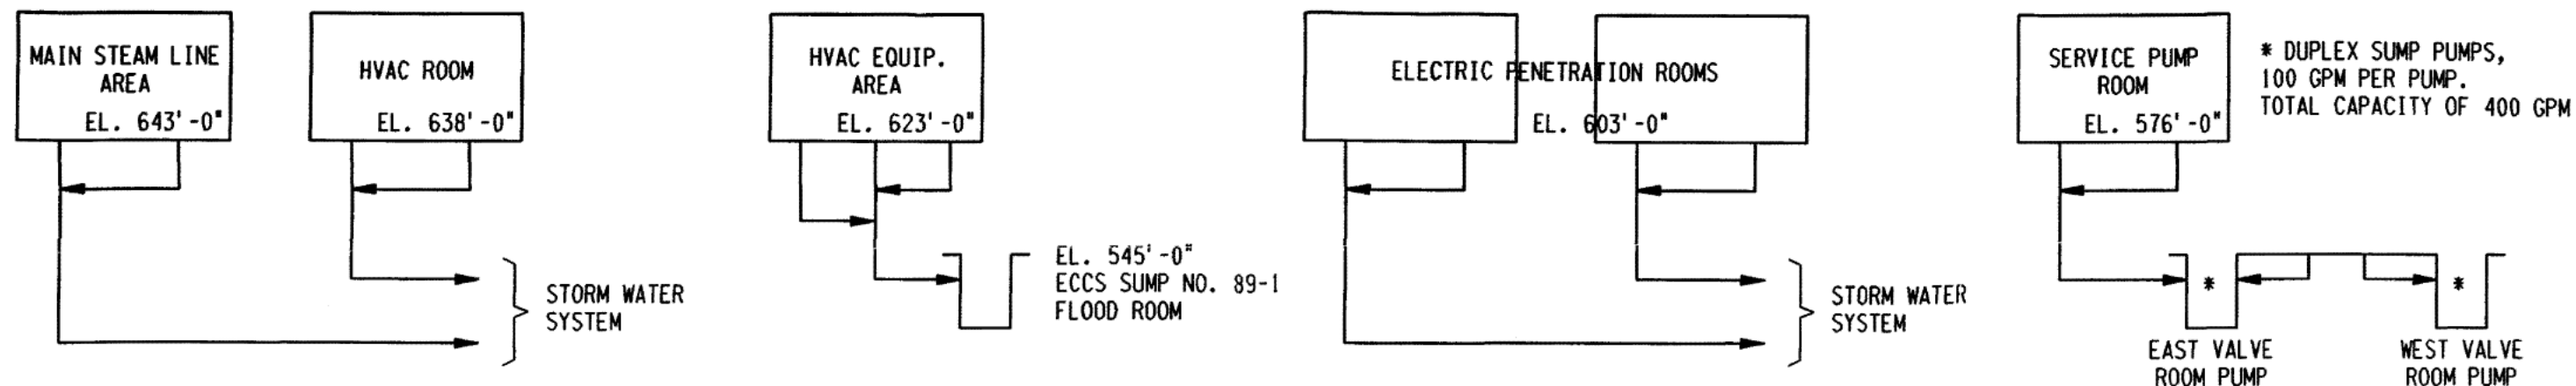 MAIN STEAM LINE
AREA
EL. 643'-0"
HVAC ROOM
EL. 638'-0"
HVAC EQUIP.
AREA
EL. 623'-0"
EL. 545'-0"
ECCS SUMP NO. 89-1
FLOOD ROOM
STORM WATER
SYSTEM
ELECTRIC PENETRATION ROOMS
EL. 603'-0"
STORM WATER
SYSTEM
SERVICE PUMP
ROOM
EL. 576'-0"
* DUPLEX SUMP PUMPS,
100 GPM PER PUMP.
TOTAL CAPACITY OF 400 GPM
*
*
EAST VALVE
ROOM PUMP
WEST VALVE
ROOM PUMP